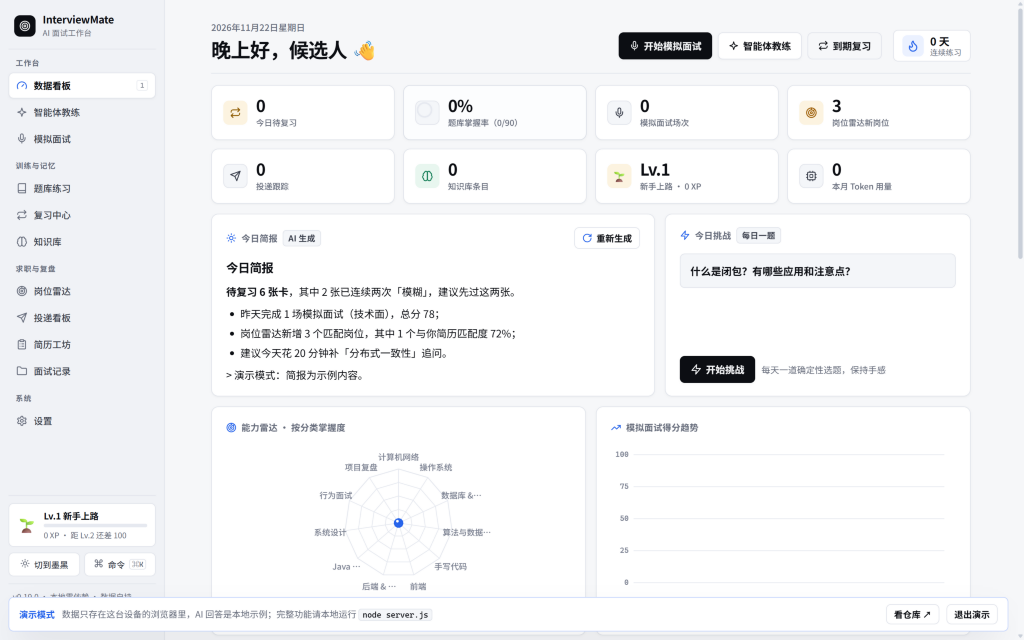 InterviewMate
AI 面试工作台
工作台
数据看板 1
智能体教练
模拟面试
训练与记忆
题库练习
复习中心
知识库
求职与复盘
岗位雷达
投递看板
简历工坊
面试记录
系统
设置
Lv.1 新手上路
0 XP · 距 Lv.2 还差 100
切到墨黑
⌘ 命令 ⌘K
2026年11月22日星期日
晚上好，候选人 👋
开始模拟面试
智能体教练
到期复习
0 天
连续练习
0
今日待复习
0%
题库掌握率（0/90）
0
模拟面试场次
3
岗位雷达新岗位
0
投递跟踪
0
知识库条目
Lv.1
新手上路 · 0 XP
0
本月 Token 用量
今日简报 AI 生成
重新生成
今日简报
待复习 6 张卡，其中 2 张已连续两次「模糊」，建议先过这两张。
• 昨天完成 1 场模拟面试（技术面），总分 78；
• 岗位雷达新增 3 个匹配岗位，其中 1 个与你简历匹配度 72%；
• 建议今天花 20 分钟补「分布式一致性」追问。
> 演示模式：简报为示例内容。
今日挑战 每日一题
什么是闭包？有哪些应用和注意点？
开始挑战
每天一道确定性选题，保持手感
能力雷达 · 按分类掌握度
计算机网络
项目复盘
操作系统
行为面试
数据库 &…
系统设计
算法与数据…
Java …
手写代码
后端 & …
前端
模拟面试得分趋势
100
75
50
25
0
演示模式 数据只存在这台设备的浏览器里，AI 回答是本地示例；完整功能请本地运行 node server.js
看仓库 ↗
退出演示